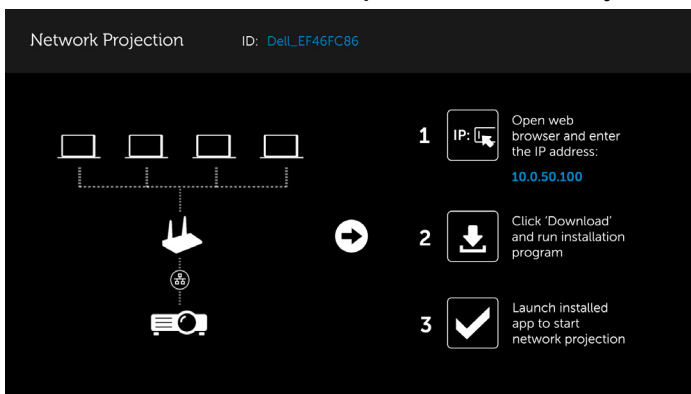 Network Projection
ID: Dell_EF46FC86
1
IP:
Open web
browser and enter
the IP address:
10.0.50.100
2
Click ‘Download’
and run installation
program
3
Launch installed
app to start
network projection